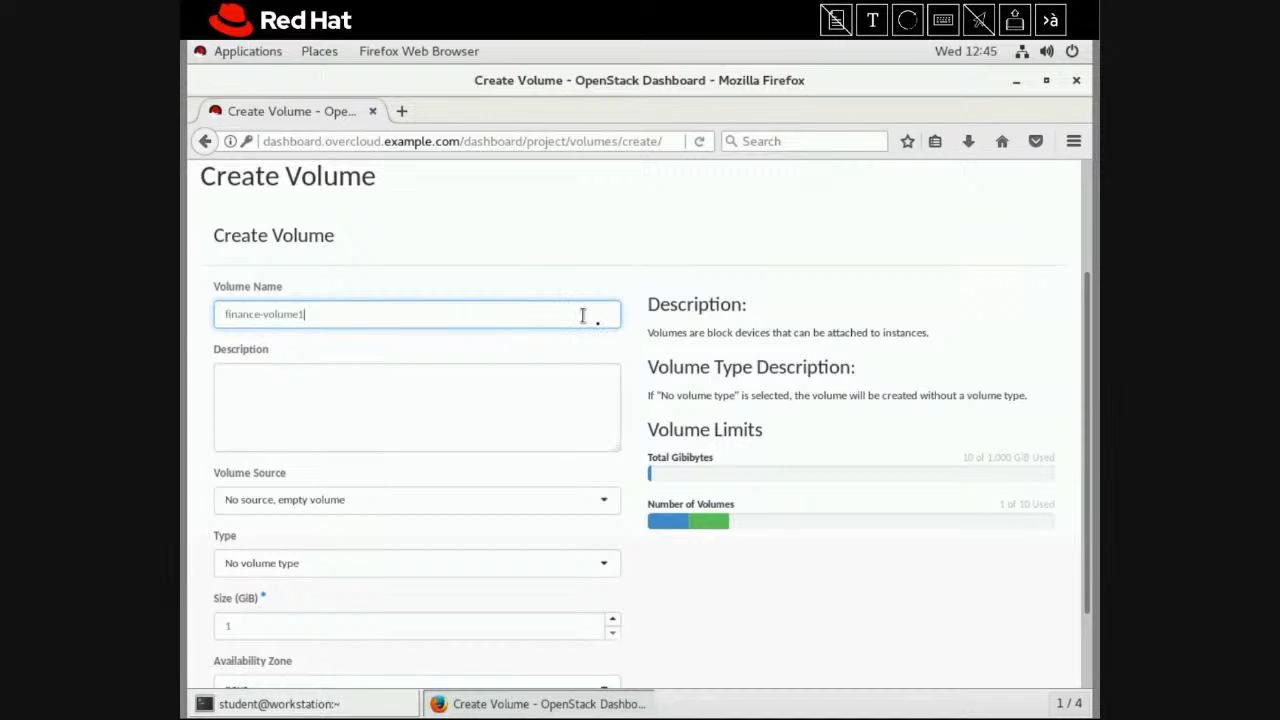 Red Hat
T
>à
Applications Places Firefox Web Browser Wed 12:45
Create Volume - OpenStack Dashboard - Mozilla Firefox
Create Volume - Ope...
dashboard.overcloud.example.com/dashboard/project/volumes/create/
Search
Create Volume
Create Volume
Volume Name
finance-volume1
Description
Volume Source
No source, empty volume
Type
No volume type
Size (GiB) *
1
Availability Zone
Description:
Volumes are block devices that can be attached to instances.
Volume Type Description:
If "No volume type" is selected, the volume will be created without a volume type.
Volume Limits
Total Gibibytes 10 of 1,000 GiB Used
Number of Volumes 1 of 10 Used
student@workstation:~
Create Volume - OpenStack Dashbo...
1 / 4